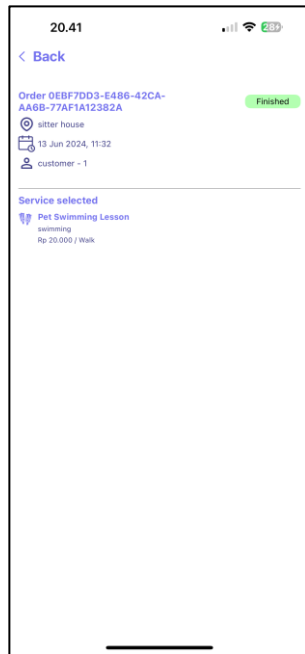 20.41
28
Back
Order 0EBF7DD3-E486-42CA-
AA6B-77AF1A12382A
Finished
sitter house
13 Jun 2024, 11:32
customer - 1
Service selected
Pet Swimming Lesson
swimming
Rp 20.000 / Walk